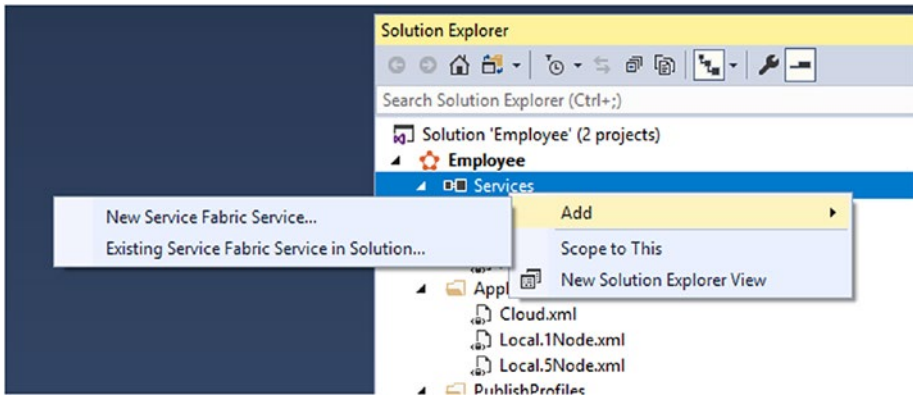 Solution Explorer
Search Solution Explorer (Ctrl+;)
Solution 'Employee' (2 projects)
Employee
Services
New Service Fabric Service...
Existing Service Fabric Service in Solution...
Add
Scope to This
New Solution Explorer View
Appl
Cloud.xml
Local.1Node.xml
Local.5Node.xml
PublishProfiles